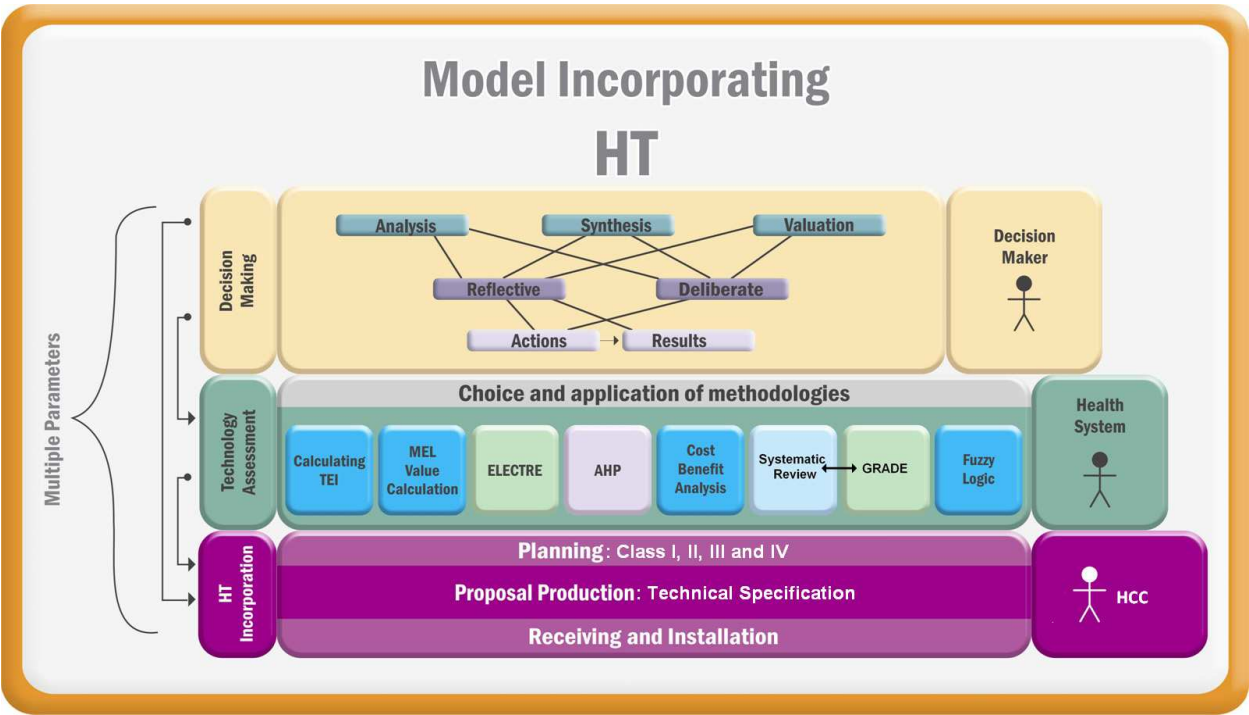 Model Incorporating
HT
Multiple Parameters
Decision
Making
Analysis
Synthesis
Valuation
Reflective
Deliberate
Actions
Results
Decision
Maker
Technology
Assessment
Choice and application of methodologies
Calculating
TEI
MEL
Value
Calculation
ELECTRE
AHP
Cost
Benefit
Analysis
Systematic
Review
GRADE
Fuzzy
Logic
Health
System
HT
Incorporation
Planning: Class I, II, III and IV
Proposal Production: Technical Specification
Receiving and Installation
HCC